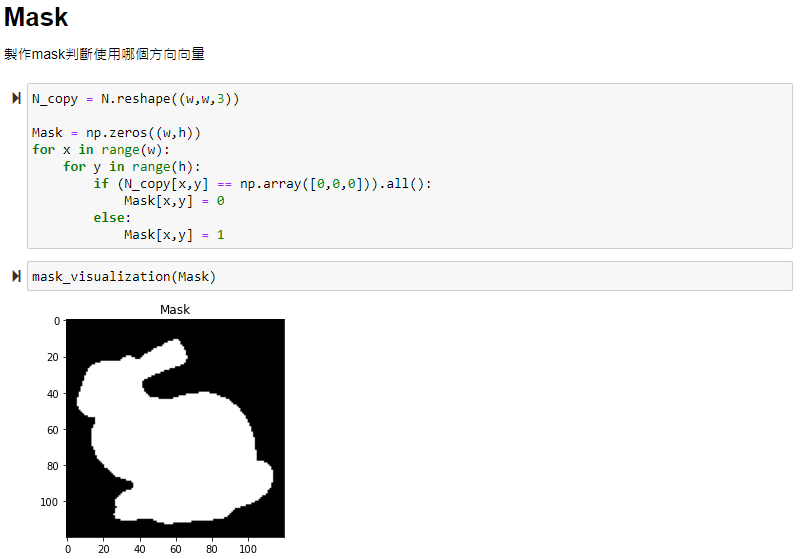 Mask
製作mask判斷使用哪個方向向量
N_copy = N.reshape((w,w,3))
Mask = np.zeros((w,h))
for x in range(w):
    for y in range(h):
        if (N_copy[x,y] == np.array([0,0,0])).all():
            Mask[x,y] = 0
        else:
            Mask[x,y] = 1
mask_visualization(Mask)
Mask
0
20
40
60
80
100
0 20 40 60 80 100